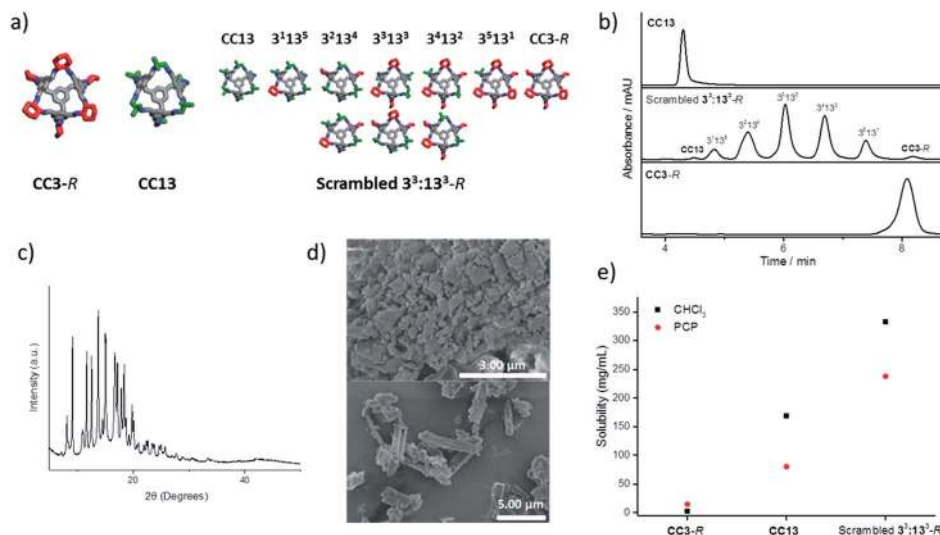 a)
CC13 3¹13⁵ 3²13⁴ 3³13³ 3⁴13² 3⁵13¹ CC3-R
CC3-R CC13 Scrambled 3³:13³-R
b)
CC13
Scrambled 3³:13³-R
CC13 3¹13⁵ 3²13⁴ 3³13³ 3⁴13² 3⁵13¹ CC3-R
CC3-R
Absorbance / mAU
4 6 8
Time / min
c)
Intensity (a.u.)
20 40
2θ (Degrees)
d)
3.00 μm
5.00 μm
e)
CHCl₃
PCP
Solubility (mg/mL)
350
300
250
200
150
100
50
0
CC3-R CC13 Scrambled 3³:13³-R